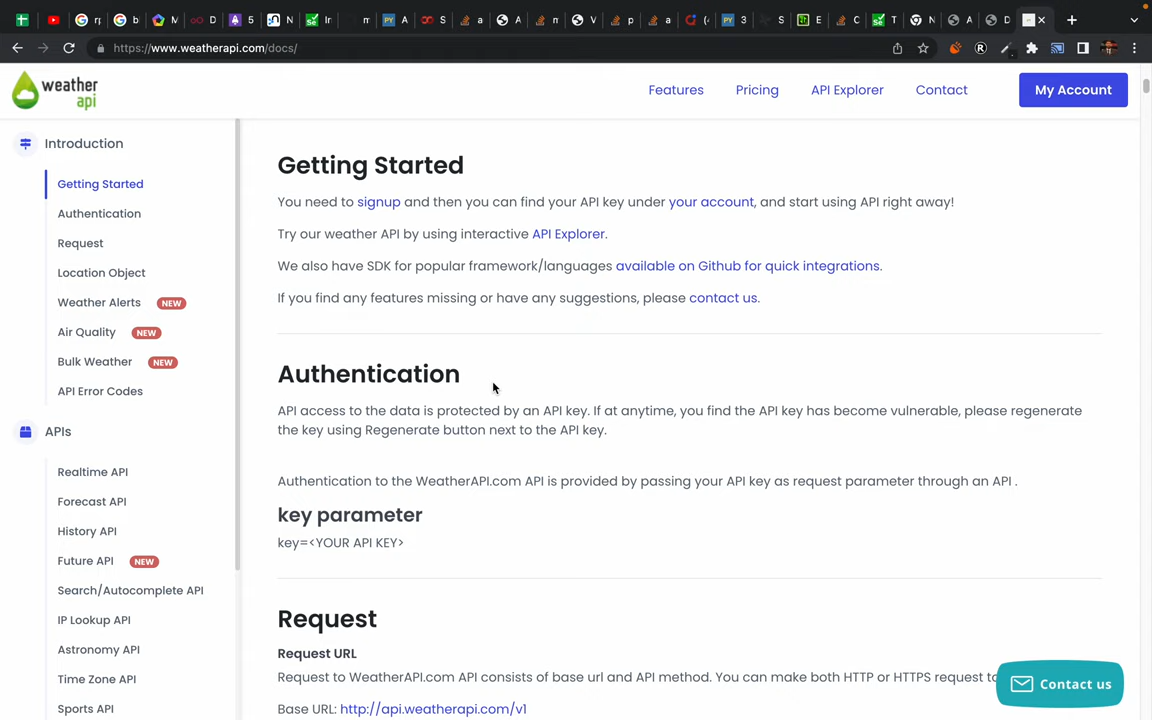 https://www.weatherapi.com/docs/
weather
api
Features
Pricing
API Explorer
Contact
My Account
Introduction
Getting Started
Authentication
Request
Location Object
Weather Alerts NEW
Air Quality NEW
Bulk Weather NEW
API Error Codes
APIs
Realtime API
Forecast API
History API
Future API NEW
Search/Autocomplete API
IP Lookup API
Astronomy API
Time Zone API
Sports API
Getting Started
You need to signup and then you can find your API key under your account, and start using API right away!
Try our weather API by using interactive API Explorer.
We also have SDK for popular framework/languages available on Github for quick integrations.
If you find any features missing or have any suggestions, please contact us.
Authentication
API access to the data is protected by an API key. If at anytime, you find the API key has become vulnerable, please regenerate
the key using Regenerate button next to the API key.
Authentication to the WeatherAPI.com API is provided by passing your API key as request parameter through an API .
key parameter
key=<YOUR API KEY>
Request
Request URL
Request to WeatherAPI.com API consists of base url and API method. You can make both HTTP or HTTPS request to
Base URL: http://api.weatherapi.com/v1
Contact us